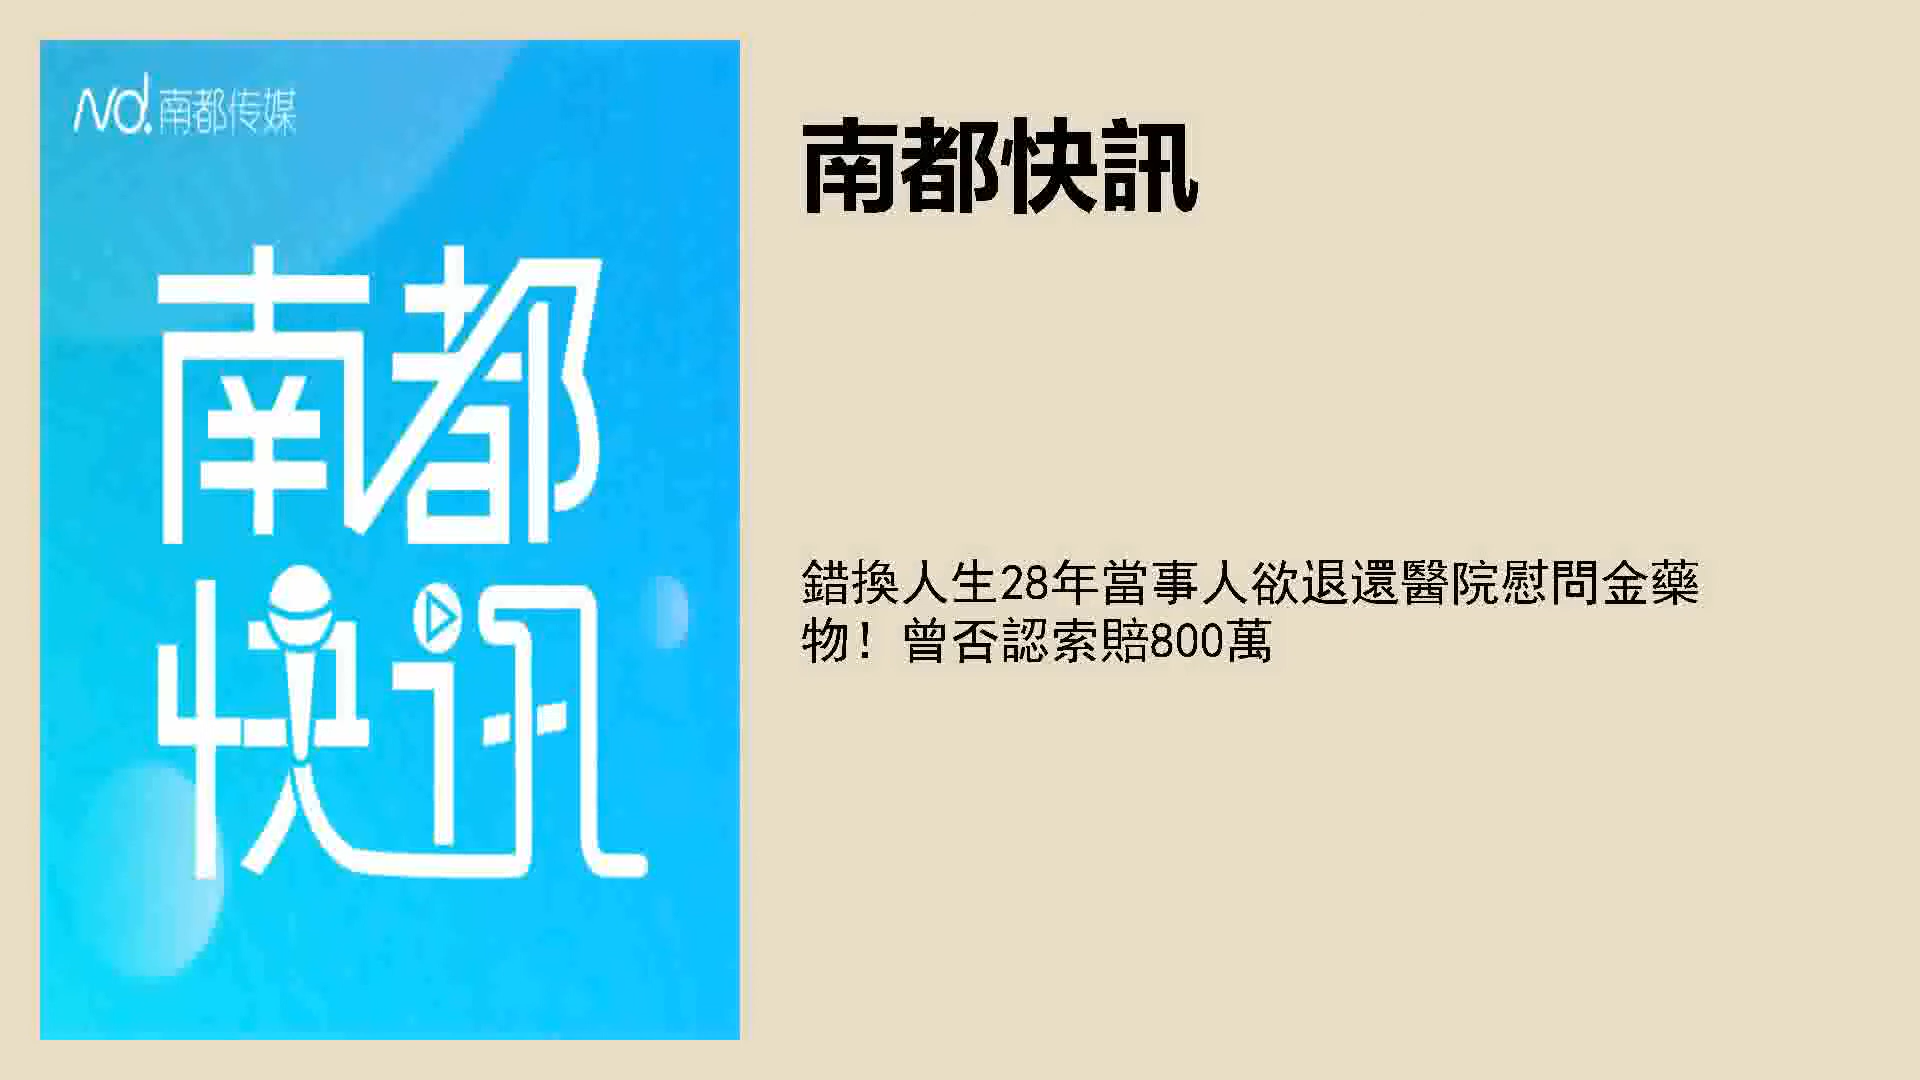 Nd.南都传媒
南都
快讯
南都快訊
錯換人生28年當事人欲退還醫院慰問金藥
物！曾否認索賠800萬